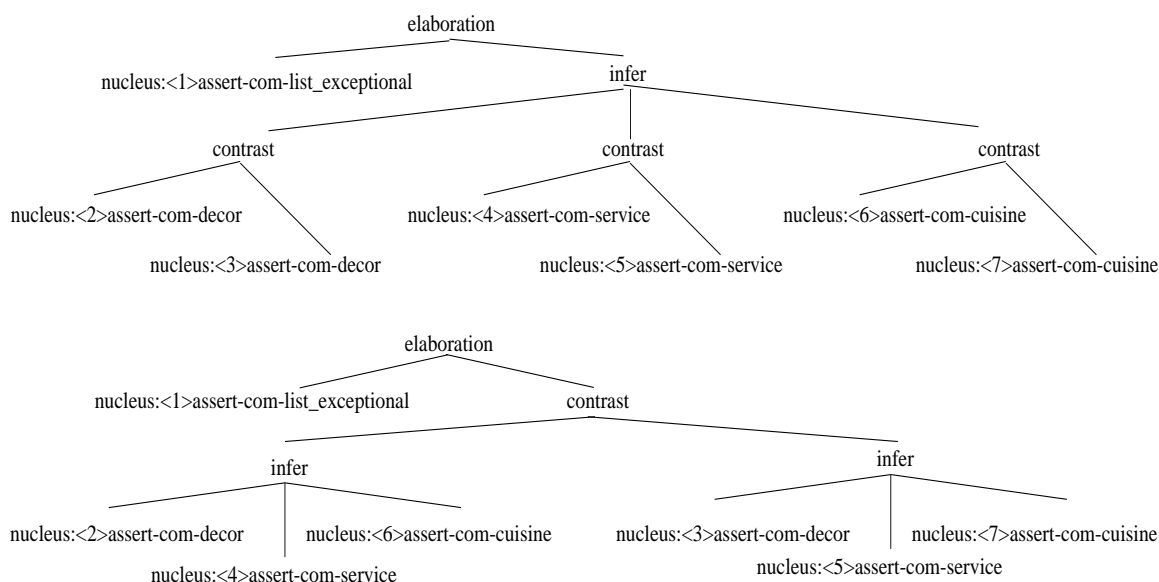 elaboration
nucleus:<1>assert-com-list_exceptional
infer
contrast
contrast
contrast
nucleus:<2>assert-com-decor
nucleus:<4>assert-com-service
nucleus:<6>assert-com-cuisine
nucleus:<3>assert-com-decor
nucleus:<5>assert-com-service
nucleus:<7>assert-com-cuisine
elaboration
nucleus:<1>assert-com-list_exceptional
contrast
infer
infer
nucleus:<2>assert-com-decor
nucleus:<6>assert-com-cuisine
nucleus:<3>assert-com-decor
nucleus:<7>assert-com-cuisine
nucleus:<4>assert-com-service
nucleus:<5>assert-com-service